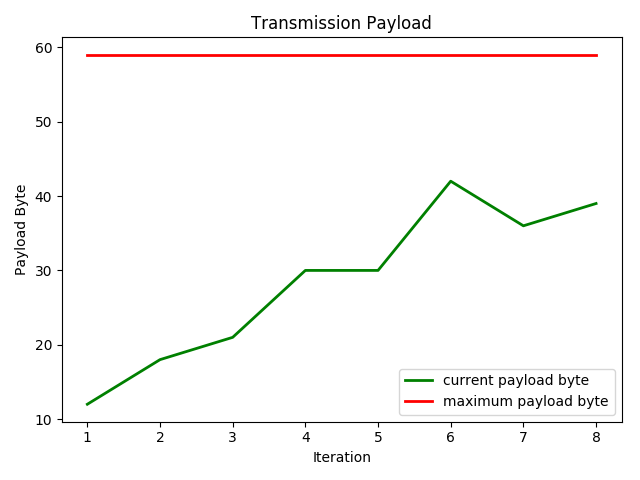 Transmission Payload
Payload Byte
60
50
40
30
20
10
current payload byte
maximum payload byte
1 2 3 4 5 6 7 8
Iteration